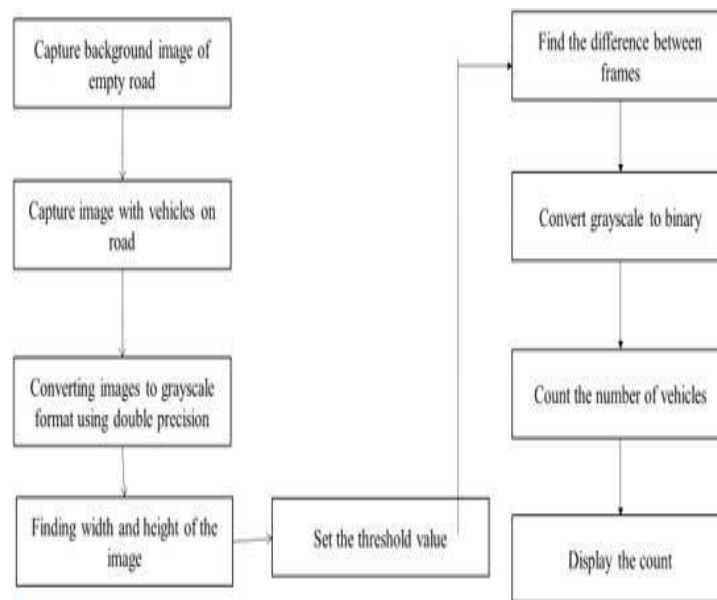 Capture background image of
empty road
Capture image with vehicles on
road
Converting images to grayscale
format using double precision
Finding width and height of the
image
Set the threshold value
Find the difference between
frames
Convert grayscale to binary
Count the number of vehicles
Display the count